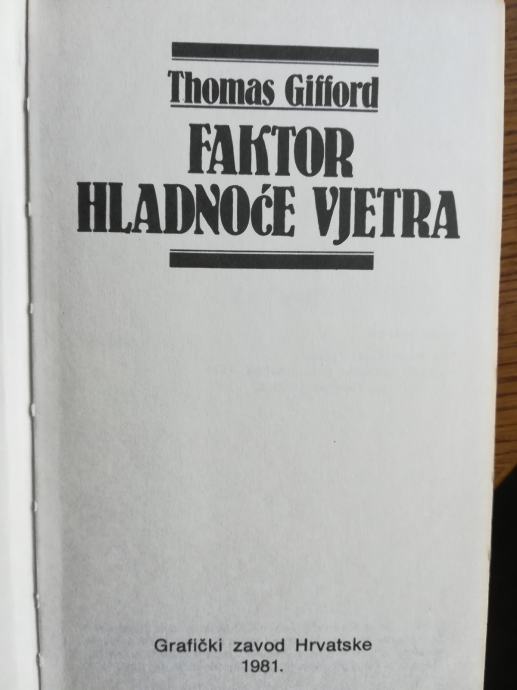 Thomas Gifford
FAKTOR
HLADNOćE VJETRA
Grafički zavod Hrvatske
1981.